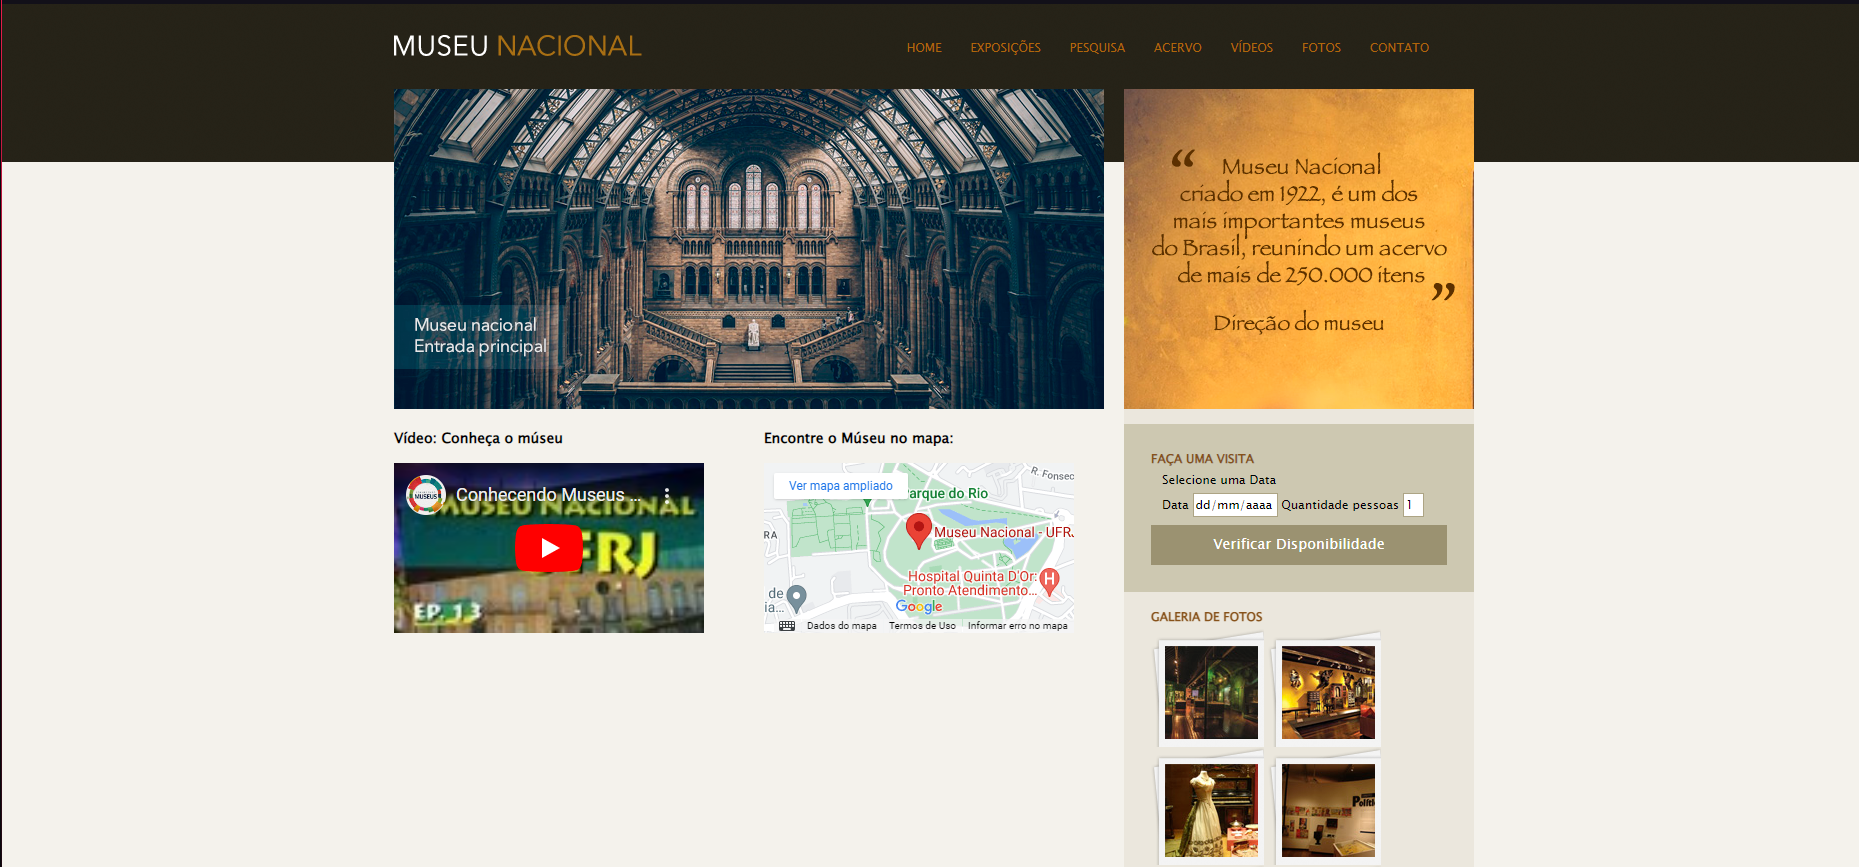 MUSEU NACIONAL
HOME EXPOSIÇÕES PESQUISA ACERVO VÍDEOS FOTOS CONTATO
Museu nacional
Entrada principal
“ Museu Nacional
criado em 1922, é um dos
mais importantes museus
do Brasil, reunindo um acervo
de mais de 250.000 itens ”
Direção do museu
Vídeo: Conheça o múseu
MUSEUS
Conhecendo Museus ...
MUSEU NACIONAL
UFRJ
EP. 13
Encontre o Múseu no mapa:
R. Fonsec
Ver mapa ampliado
arque do Rio
RA
Museu Nacional - UFRJ
Hospital Quinta D'Or:
Pronto Atendimento...
H
de
ia...
Google
Dados do mapa Termos de Uso Informar erro no mapa
FAÇA UMA VISITA
Selecione uma Data
Data dd/mm/aaaa Quantidade pessoas 1
Verificar Disponibilidade
GALERIA DE FOTOS
Políti